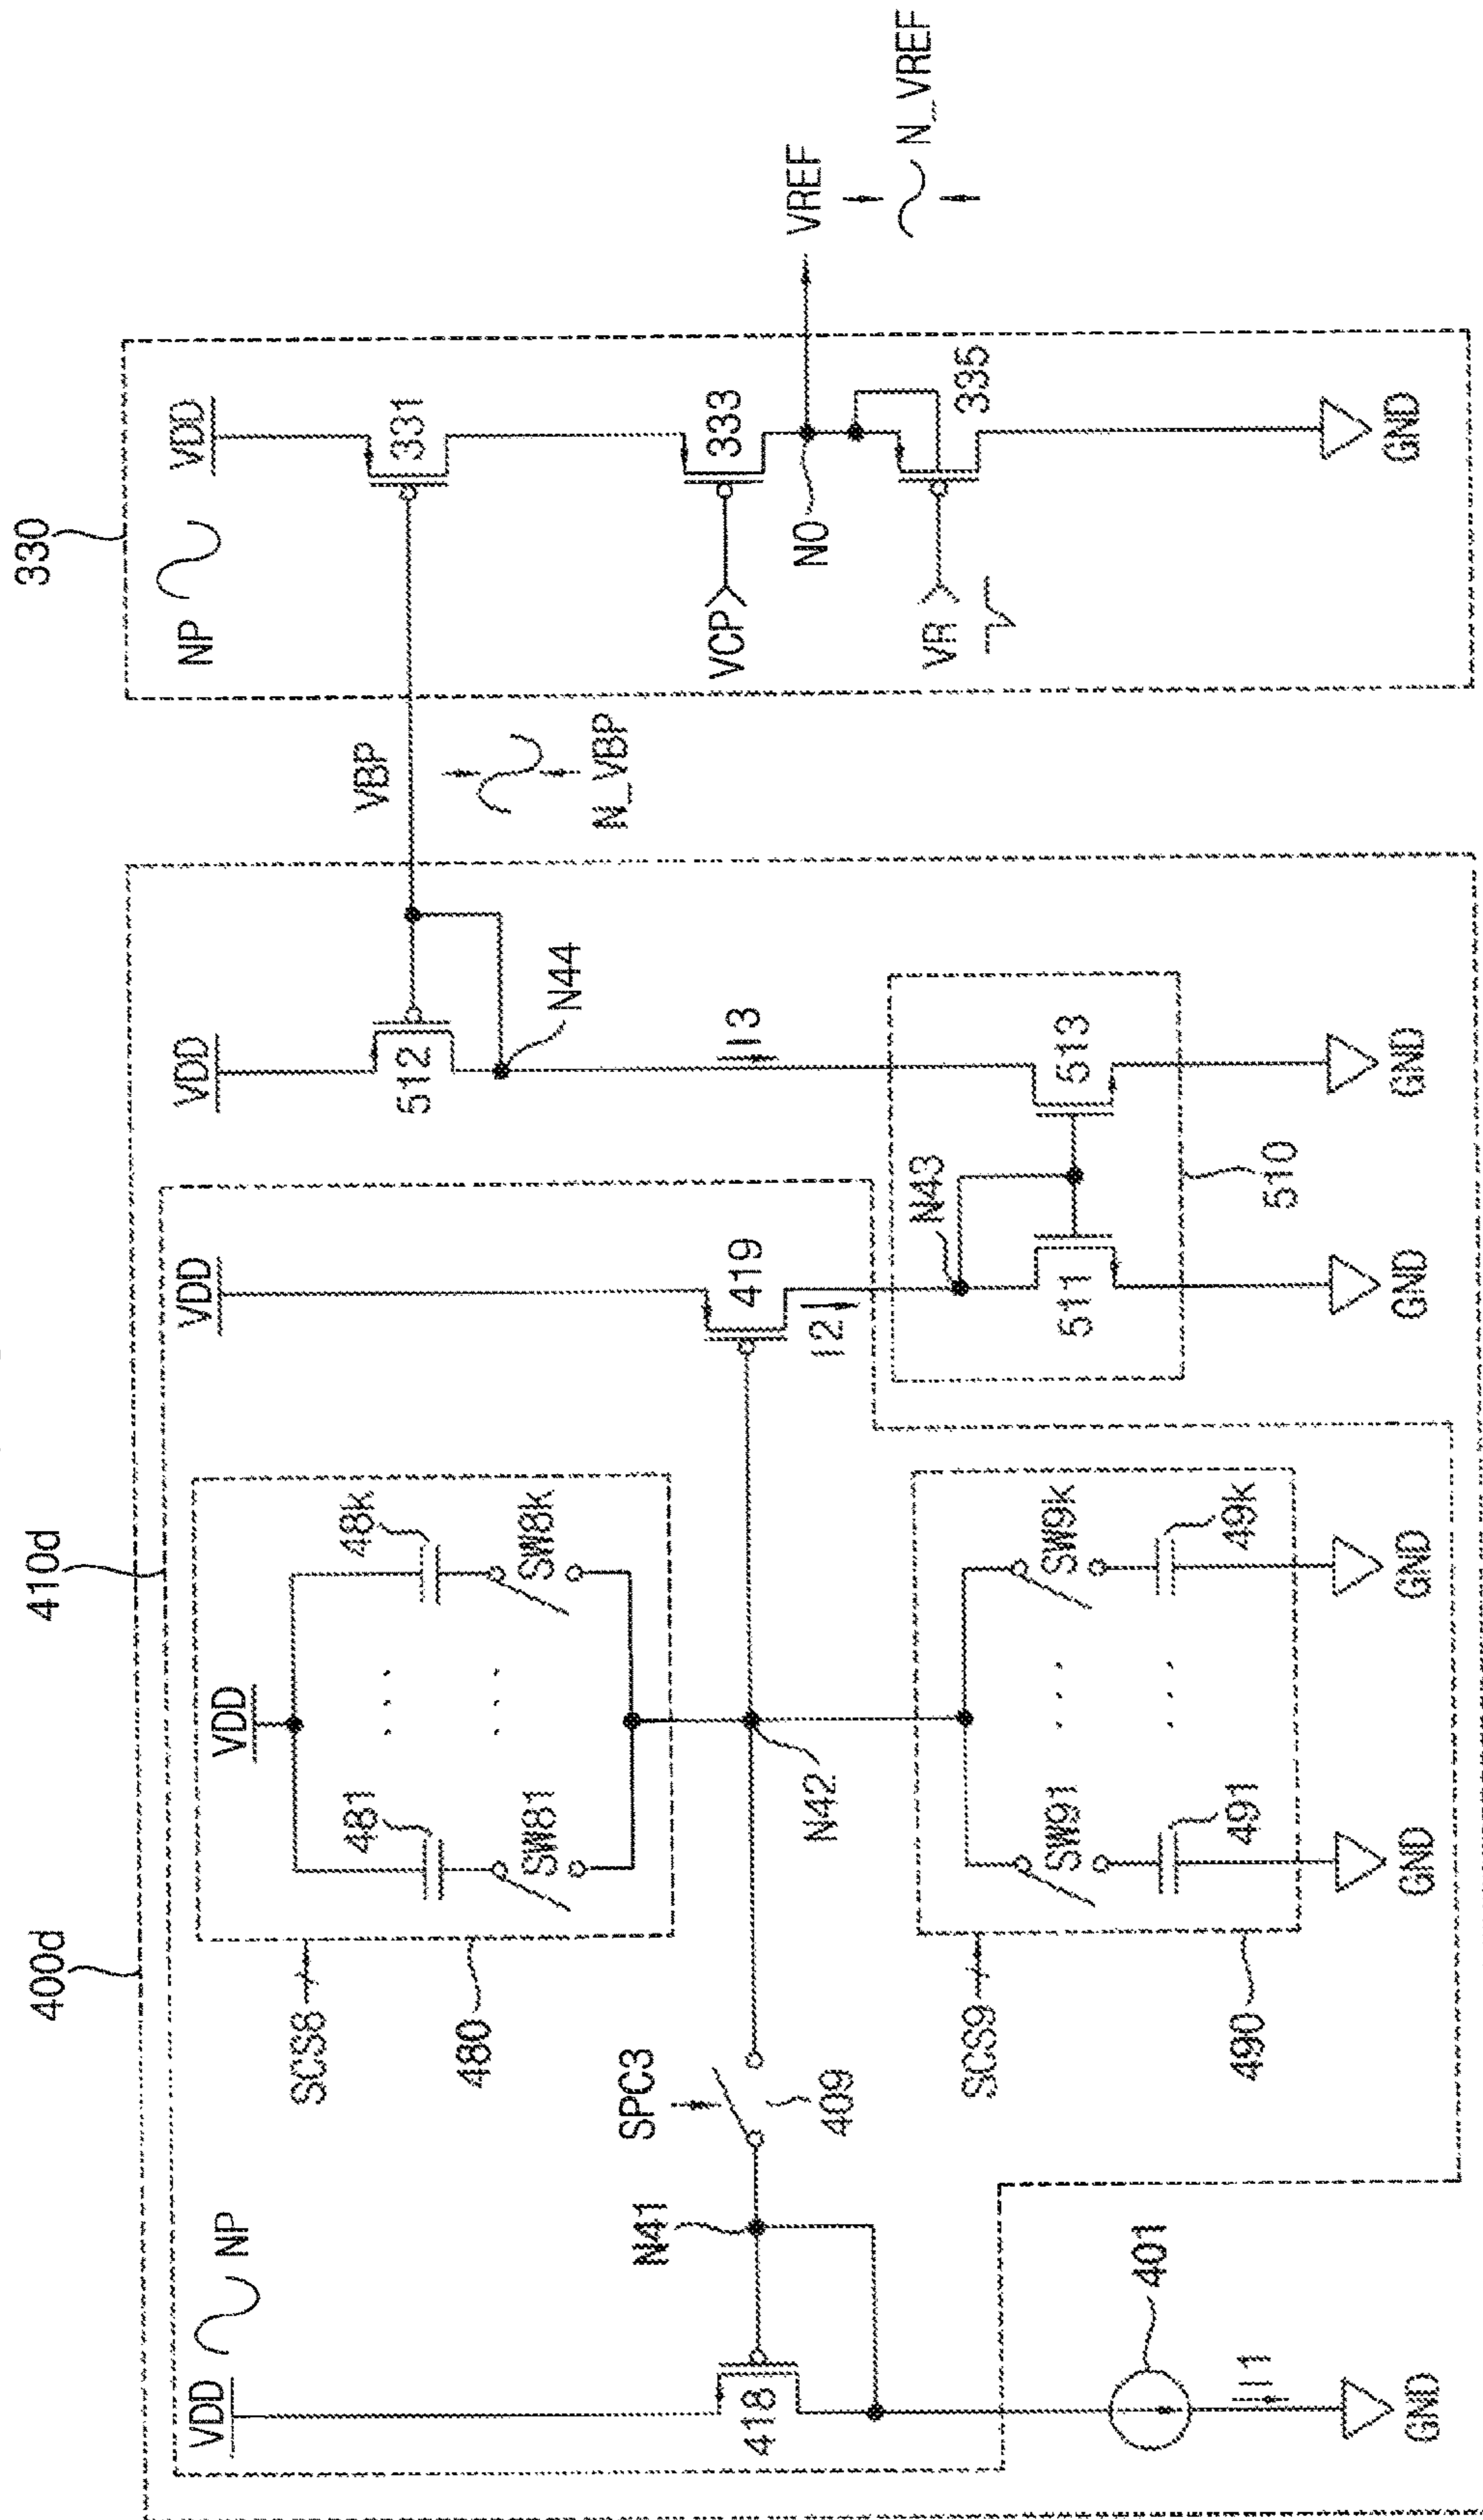 400d
410d
330
VDD
NP
SCS8
480
VDD
481
48k
SW81
SW8k
VDD
VDD
512
N44
VBP
N_VBP
NP
VDD
331
418
N41
SPC3
409
N42
419
I2
I3
VCP
333
N0
VREF
N_VREF
SCS9
490
SW91
SW9k
491
49k
GND
GND
N43
511
513
510
GND
GND
VR
335
GND
401
I1
GND